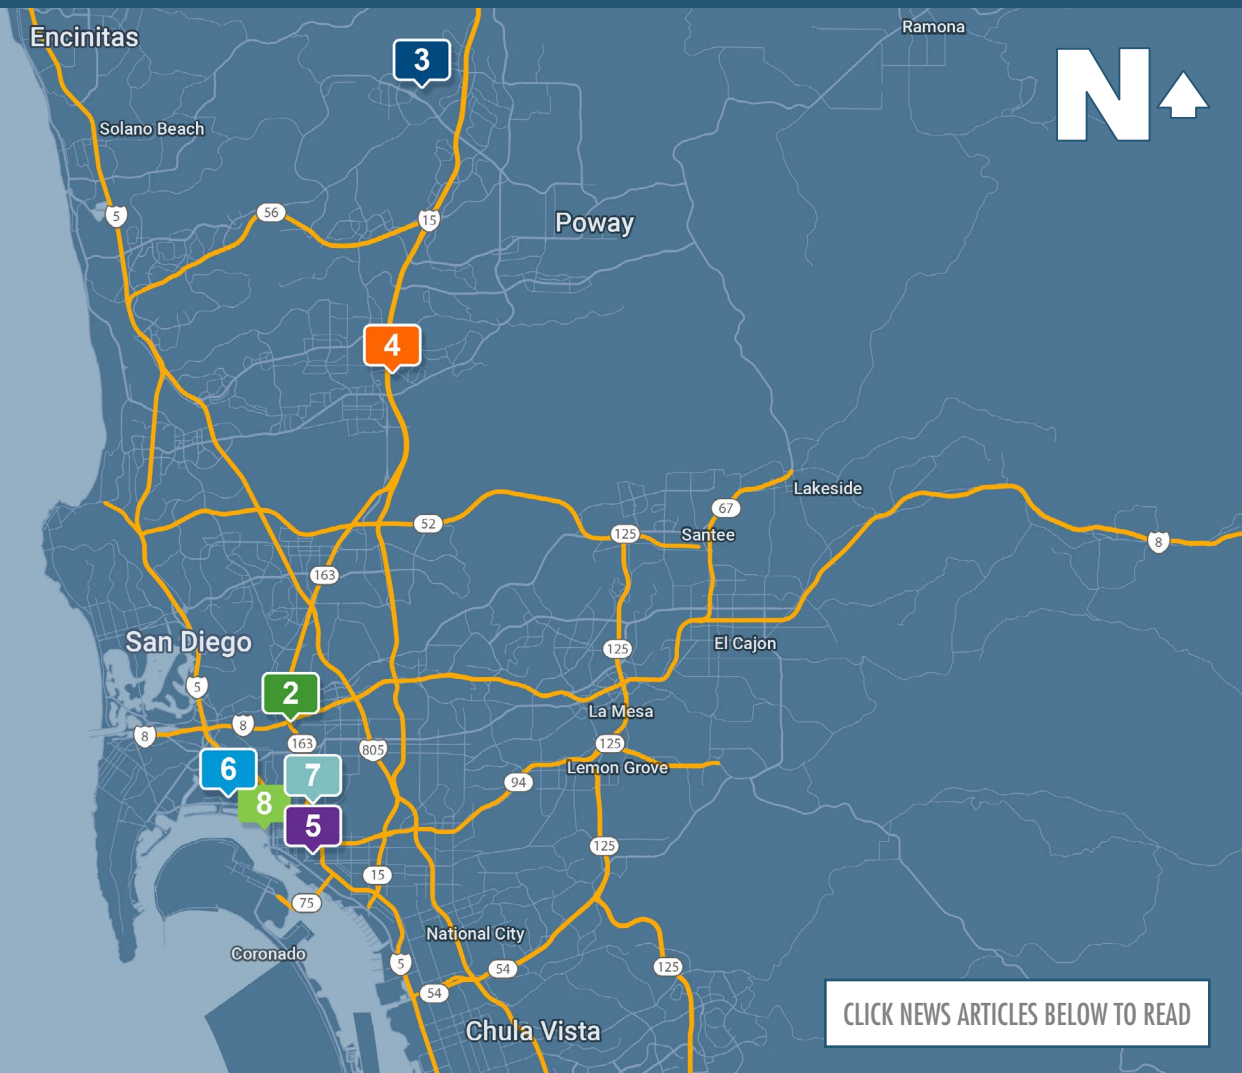 Encinitas
Ramona
3
N
Solano Beach
5
56
15
Poway
4
Lakeside
67
52
125
Santee
8
163
San Diego
125
El Cajon
5
2
La Mesa
8
8
163
805
125
6
7
Lemon Grove
94
8
5
125
15
75
National City
Coronado
5
54
125
54
CLICK NEWS ARTICLES BELOW TO READ
Chula Vista